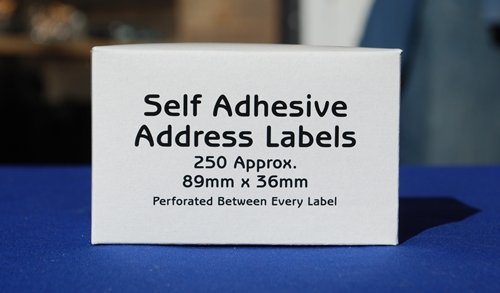 Self Adhesive
Address Labels
250 Approx.
89mm x 36mm
Perforated Between Every Label